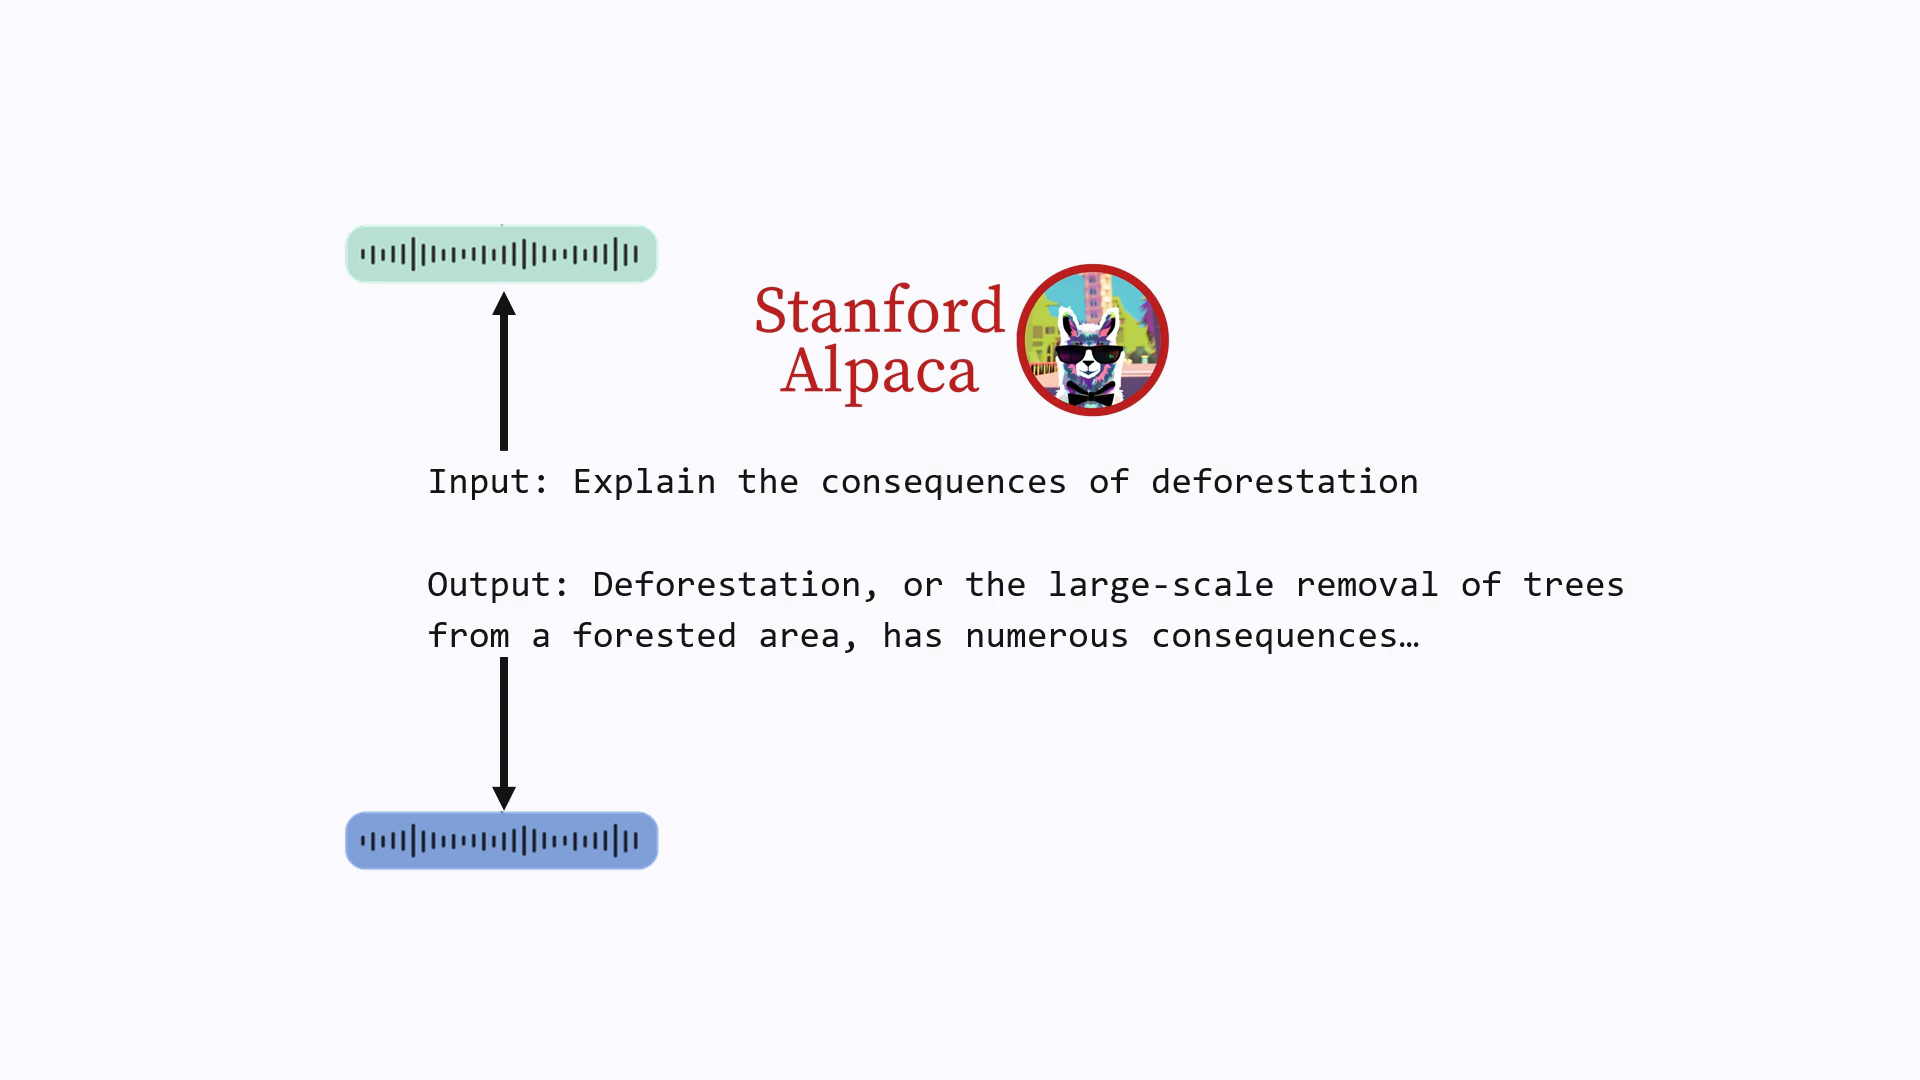 Stanford
Alpaca
Input: Explain the consequences of deforestation
Output: Deforestation, or the large-scale removal of trees
from a forested area, has numerous consequences…